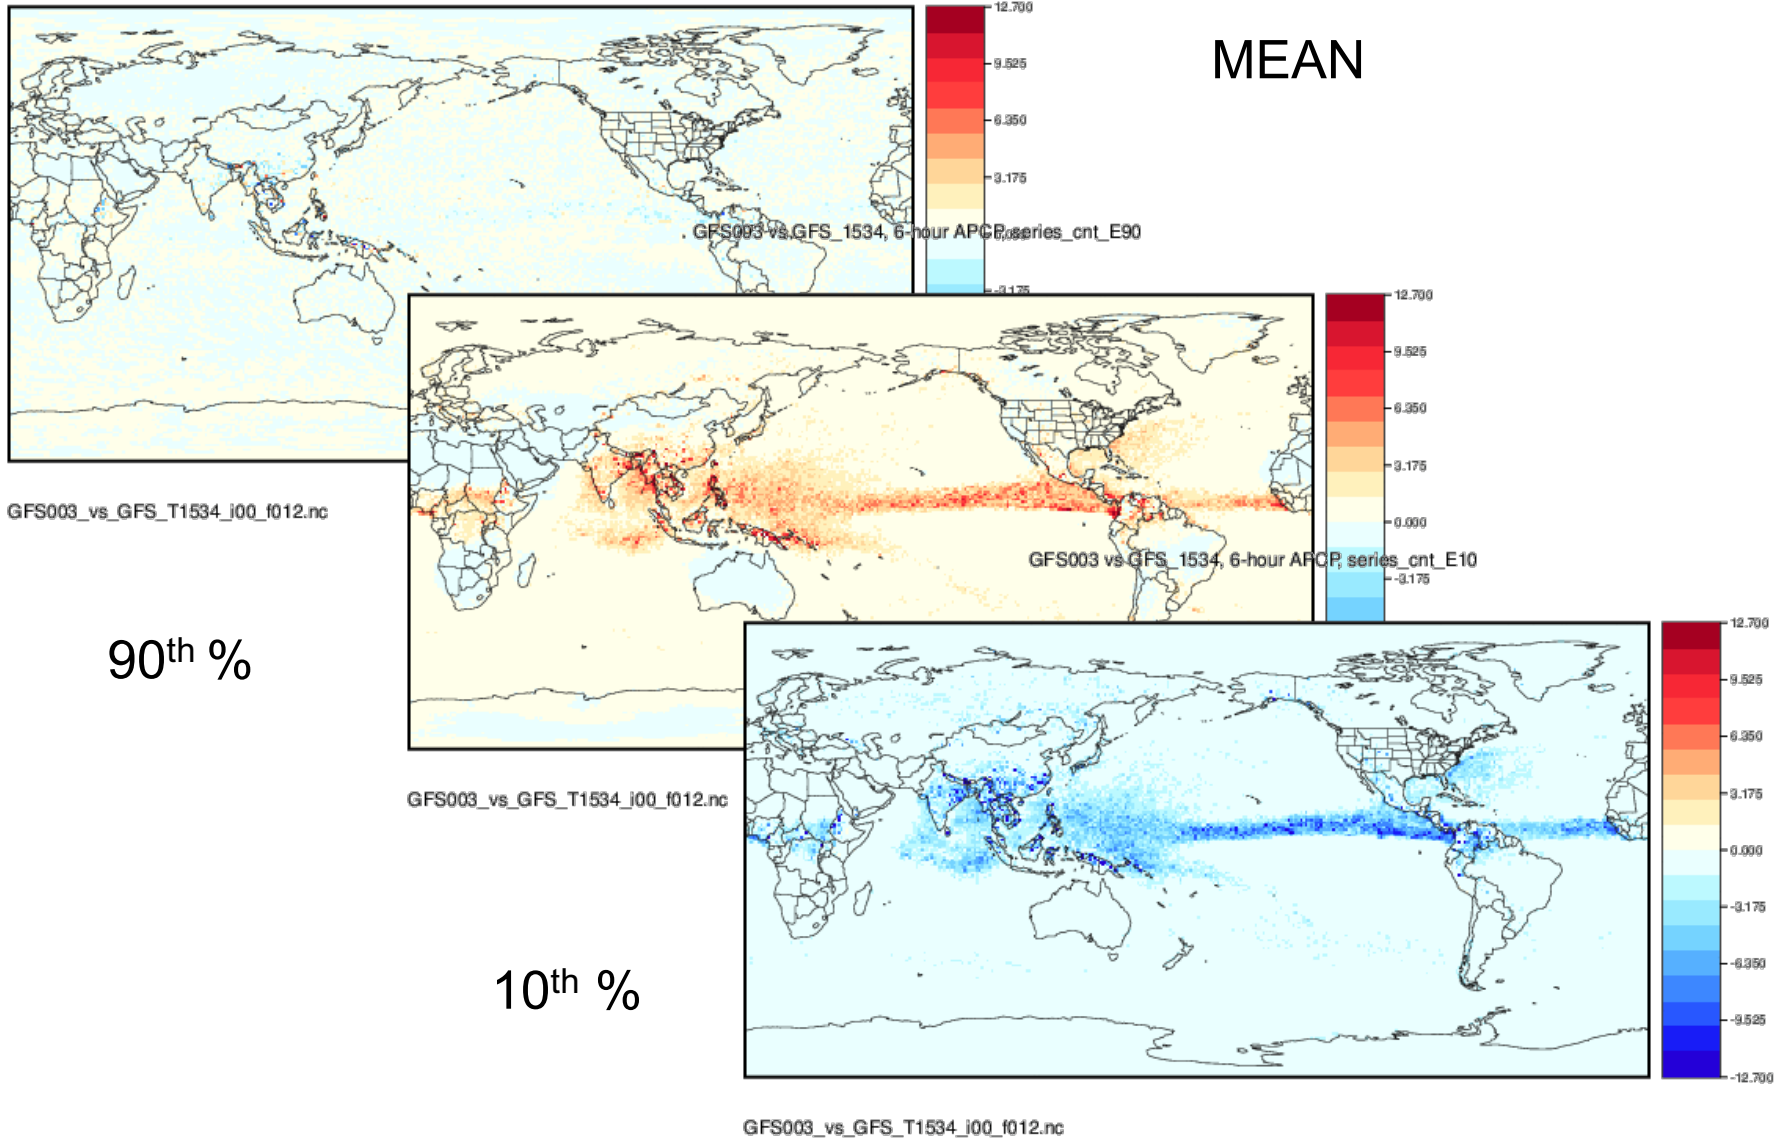 12.700
9.525
6.350
3.175
-3.175
MEAN
GFS003 vs GFS_1534, 6-hour APCP, series_cnt_E90
12.700
9.525
6.350
3.175
0.000
-3.175
GFS003_vs_GFS_T1534_i00_f012.nc
GFS003 vs GFS_1534, 6-hour APCP, series_cnt_E10
90th %
12.700
9.525
6.350
3.175
0.000
-3.175
-6.350
-9.525
-12.700
GFS003_vs_GFS_T1534_i00_f012.nc
10th %
GFS003_vs_GFS_T1534_i00_f012.nc